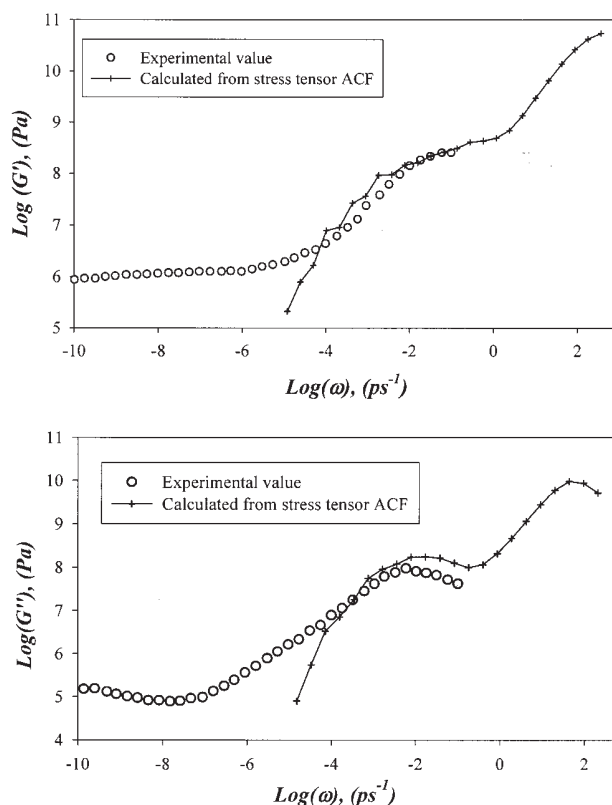 11
10
9
8
7
6
5
Log (G'), (Pa)
Experimental value
Calculated from stress tensor ACF
-10 -8 -6 -4 -2 0 2
Log(ω), (ps⁻¹)
11
10
9
8
7
6
5
4
Log(G''), (Pa)
Experimental value
Calculated from stress tensor ACF
-10 -8 -6 -4 -2 0 2
Log(ω), (ps⁻¹)